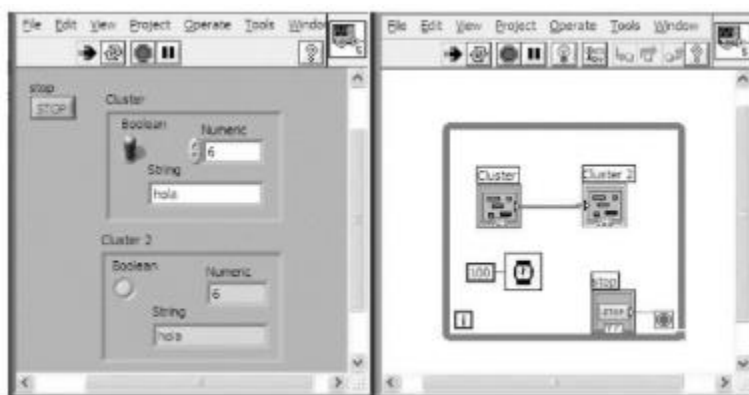 File Edit View Project Operate Tools Window
stop
STOP
Cluster
Boolean
Numeric
6
String
hola
Cluster 2
Boolean
Numeric
6
String
hola
File Edit View Project Operate Tools Window
Cluster
Cluster 2
100
stop
STOP
TF
i